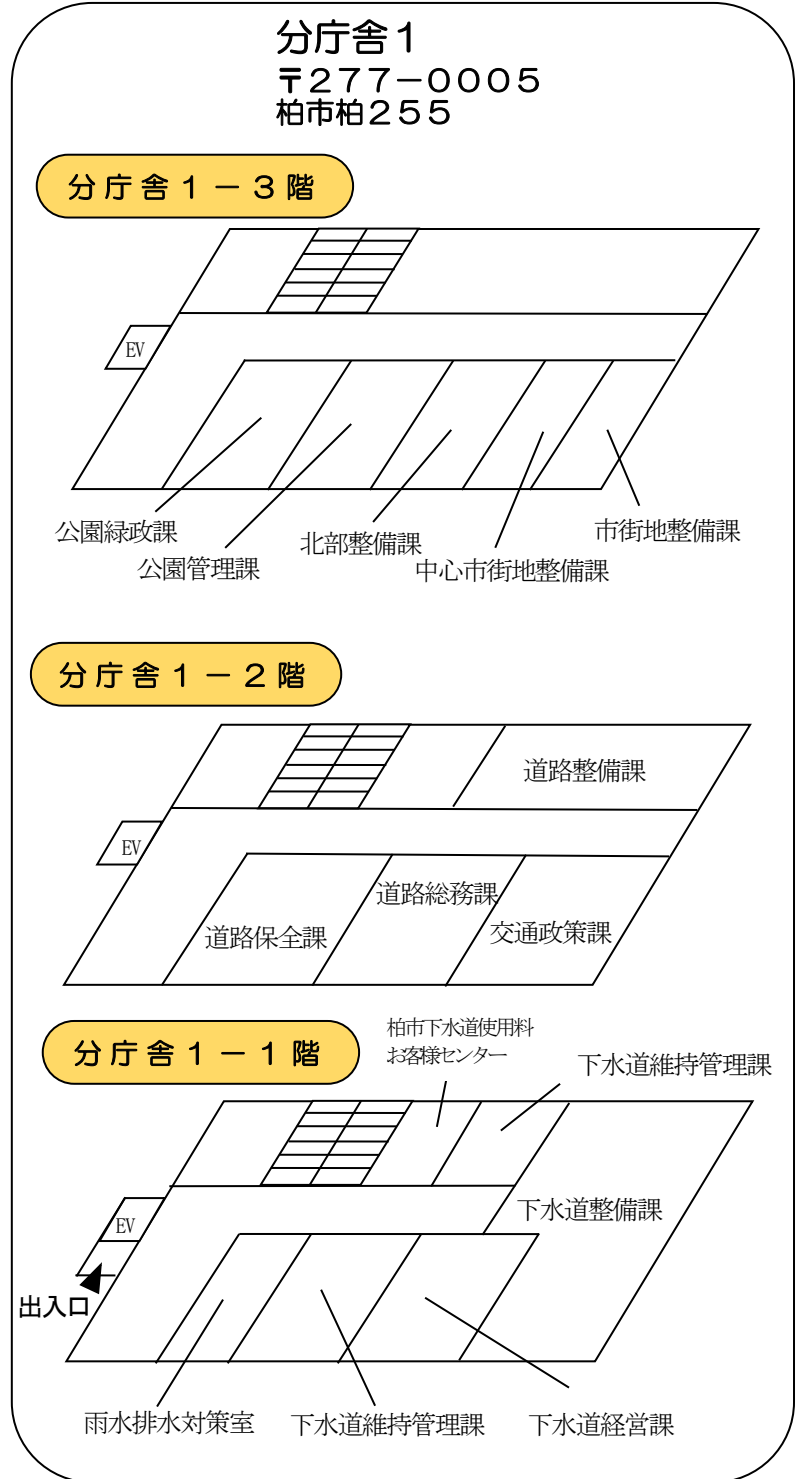 分庁舎１
〒２７７－０００５
柏市柏２５５
分庁舎１－３階
EV
公園緑政課
公園管理課
北部整備課
中心市街地整備課
市街地整備課
分庁舎１－２階
道路整備課
EV
道路保全課
道路総務課
交通政策課
分庁舎１－１階
柏市下水道使用料
お客様センター
下水道維持管理課
下水道整備課
EV
出入口
雨水排水対策室
下水道維持管理課
下水道経営課